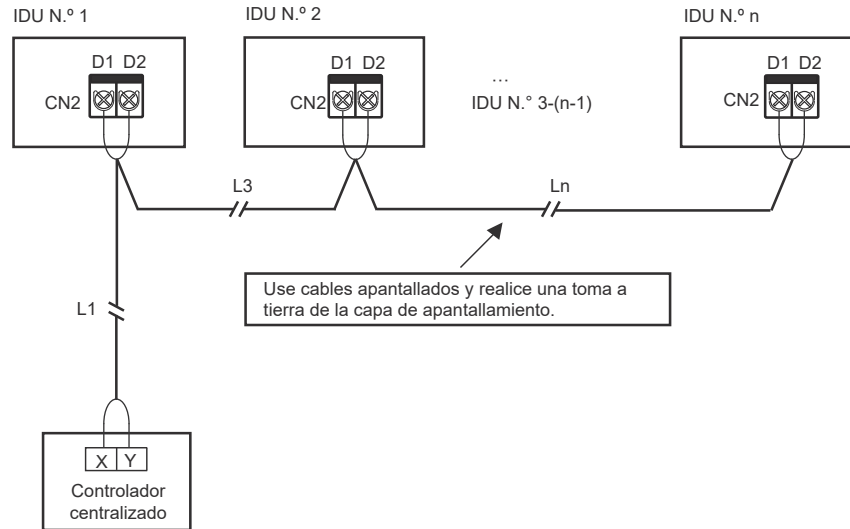 IDU N.º 1
IDU N.º 2
IDU N.º n
D1 D2
D1 D2
D1 D2
CN2
CN2
CN2
...
IDU N.° 3-(n-1)
L3
Ln
Use cables apantallados y realice una toma a
tierra de la capa de apantallamiento.
L1
X Y
Controlador
centralizado